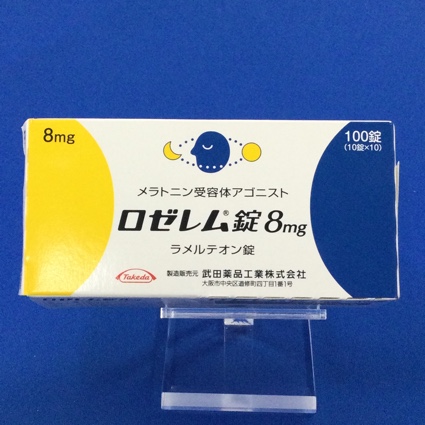 8mg
100錠
(10錠×10)
メラトニン受容体アゴニスト
ロゼレム®錠8mg
ラメルテオン錠
Takeda
製造販売元 武田薬品工業株式会社
大阪市中央区道修町四丁目1番1号